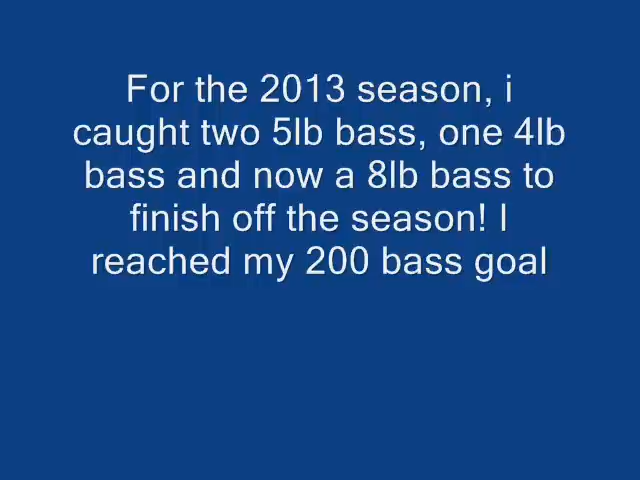 For the 2013 season, i
caught two 5lb bass, one 4lb
bass and now a 8lb bass to
finish off the season! I
reached my 200 bass goal